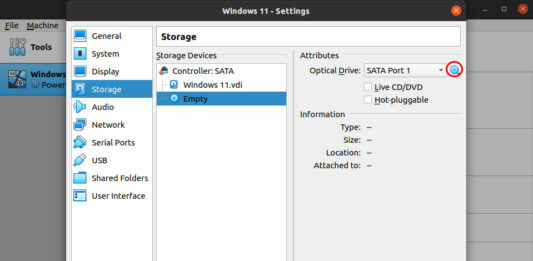 Windows 11 - Settings
File Machine
Tools
Windows
Power
General
System
Display
Storage
Audio
Network
Serial Ports
USB
Shared Folders
User Interface
Storage
Storage Devices
Controller: SATA
Windows 11.vdi
Empty
Attributes
Optical Drive: SATA Port 1
Live CD/DVD
Hot-pluggable
Information
Type: --
Size: --
Location: --
Attached to: --